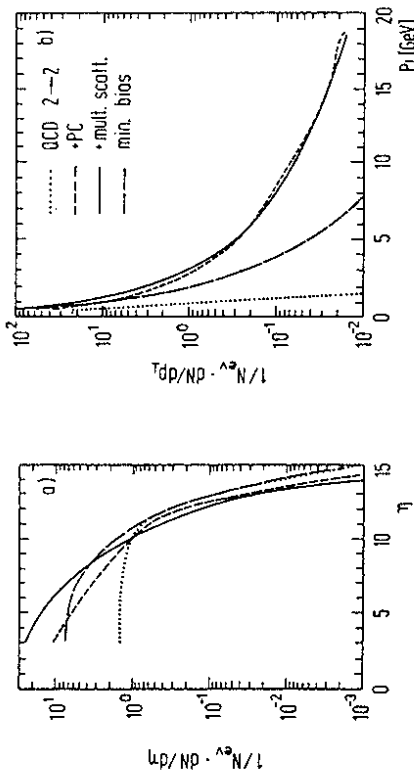 a)
1/N_ev · dN/dη
10¹
10⁰
10⁻¹
10⁻²
10⁻³
0
5
10
15
η
b)
QCD 2→2
+PC
+ mult. scatt.
min. bias
1/N_ev · dN/dp⊥
10²
10¹
10⁰
10⁻¹
10⁻²
0
5
10
15
20
[GeV]